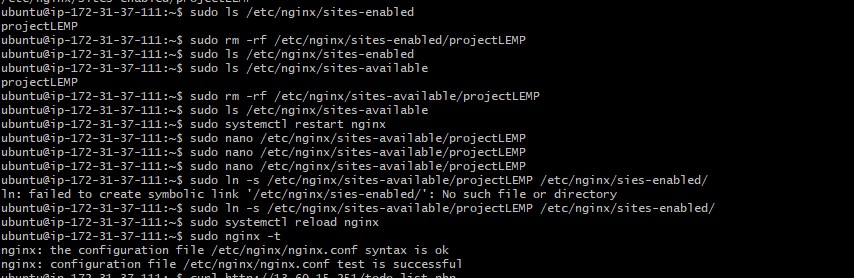 ubuntu@ip-172-31-37-111:~$ sudo ls /etc/nginx/sites-enabled
projectLEMP
ubuntu@ip-172-31-37-111:~$ sudo rm -rf /etc/nginx/sites-enabled/projectLEMP
ubuntu@ip-172-31-37-111:~$ sudo ls /etc/nginx/sites-enabled
ubuntu@ip-172-31-37-111:~$ sudo ls /etc/nginx/sites-available
projectLEMP
ubuntu@ip-172-31-37-111:~$ sudo rm -rf /etc/nginx/sites-available/projectLEMP
ubuntu@ip-172-31-37-111:~$ sudo ls /etc/nginx/sites-available
ubuntu@ip-172-31-37-111:~$ sudo systemctl restart nginx
ubuntu@ip-172-31-37-111:~$ sudo nano /etc/nginx/sites-available/projectLEMP
ubuntu@ip-172-31-37-111:~$ sudo nano /etc/nginx/sites-available/projectLEMP
ubuntu@ip-172-31-37-111:~$ sudo nano /etc/nginx/sites-available/projectLEMP
ubuntu@ip-172-31-37-111:~$ sudo ln -s /etc/nginx/sites-available/projectLEMP /etc/nginx/sies-enabled/
ln: failed to create symbolic link '/etc/nginx/sies-enabled/': No such file or directory
ubuntu@ip-172-31-37-111:~$ sudo ln -s /etc/nginx/sites-available/projectLEMP /etc/nginx/sites-enabled/
ubuntu@ip-172-31-37-111:~$ sudo systemctl reload nginx
ubuntu@ip-172-31-37-111:~$ sudo nginx -t
nginx: the configuration file /etc/nginx/nginx.conf syntax is ok
nginx: configuration file /etc/nginx/nginx.conf test is successful
ubuntu@ip-172-31-37-111:~$ curl